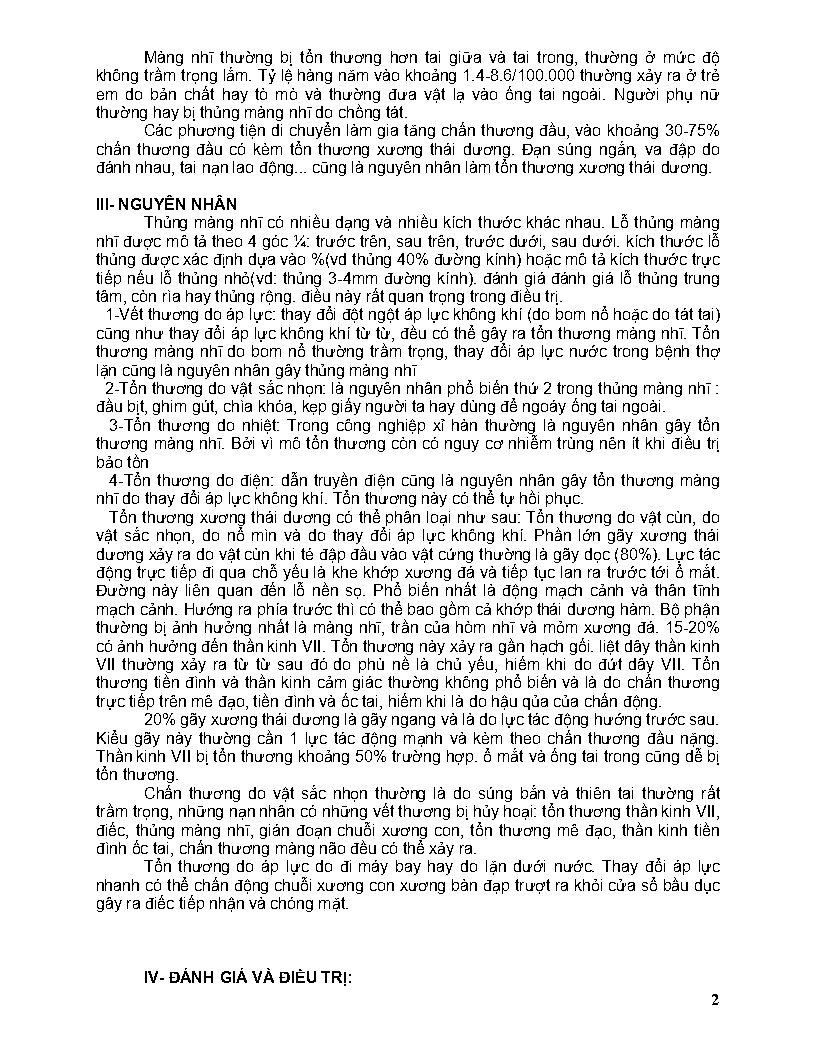 Màng nhĩ thường bị tổn thương hơn tai giữa và tai trong, thường ở mức độ
không trầm trọng lắm. Tỷ lệ hàng năm vào khoảng 1.4-8.6/100.000 thường xảy ra ở trẻ
em do bản chất hay tò mò và thường đưa vật lạ vào ống tai ngoài. Người phụ nữ
thường hay bị thủng màng nhĩ do chồng tát.
Các phương tiện di chuyển làm gia tăng chấn thương đầu, vào khoảng 30-75%
chấn thương đầu có kèm tổn thương xương thái dương. Đạn súng ngắn, va đập do
đánh nhau, tai nạn lao động... cũng là nguyên nhân làm tổn thương xương thái dương.
III- NGUYÊN NHÂN
Thủng màng nhĩ có nhiều dạng và nhiều kích thước khác nhau. Lỗ thủng màng
nhĩ được mô tả theo 4 góc ¼: trước trên, sau trên, trước dưới, sau dưới. kích thước lỗ
thủng được xác định dựa vào %(vd thủng 40% đường kính) hoặc mô tả kích thước trực
tiếp nếu lỗ thủng nhỏ(vd: thủng 3-4mm đường kính). đánh giá đánh giá lỗ thủng trung
tâm, còn rìa hay thủng rộng. điều này rất quan trọng trong điều trị.
1-Vết thương do áp lực: thay đổi đột ngột áp lực không khí (do bom nổ hoặc do tát tai)
cũng như thay đổi áp lực không khí từ từ, đều có thể gây ra tổn thương màng nhĩ. Tổn
thương màng nhĩ do bom nổ thường trầm trọng, thay đổi áp lực nước trong bệnh thợ
lặn cũng là nguyên nhân gây thủng màng nhĩ
2-Tổn thương do vật sắc nhọn: là nguyên nhân phổ biến thứ 2 trong thủng màng nhĩ :
đầu bịt, ghim gút, chìa khóa, kẹp giấy người ta hay dùng để ngoáy ống tai ngoài.
3-Tổn thương do nhiệt: Trong công nghiệp xỉ hàn thường là nguyên nhân gây tổn
thương màng nhĩ. Bởi vì mô tổn thương còn có nguy cơ nhiễm trùng nên ít khi điều trị
bảo tồn
4-Tổn thương do điện: dẫn truyền điện cũng là nguyên nhân gây tổn thương màng
nhĩ do thay đổi áp lực không khí. Tổn thương này có thể tự hồi phục.
Tổn thương xương thái dương có thể phân loại như sau: Tổn thương do vật cùn, do
vật sắc nhọn, do nổ mìn và do thay đổi áp lực không khí. Phần lớn gãy xương thái
dương xảy ra do vật cùn khi té đập đầu vào vật cứng thường là gãy dọc (80%). Lực tác
động trực tiếp đi qua chỗ yếu là khe khớp xương đá và tiếp tục lan ra trước tới ổ mắt.
Đường này liên quan đến lỗ nền sọ. Phổ biến nhất là động mạch cảnh và thân tĩnh
mạch cảnh. Hướng ra phía trước thì có thể bao gồm cả khớp thái dương hàm. Bộ phận
thường bị ảnh hưởng nhất là màng nhĩ, trần của hòm nhĩ và mỏm xương đá. 15-20%
có ảnh hưởng đến thần kinh VII. Tổn thương này xảy ra gần hạch gối. liệt dây thần kinh
VII thường xảy ra từ từ sau đó do phù nề là chủ yếu, hiếm khi do đứt dây VII. Tổn
thương tiền đình và thần kinh cảm giác thường không phổ biến và là do chấn thương
trực tiếp trên mê đạo, tiền đình và ốc tai, hiếm khi là do hậu qủa của chấn động.
20% gãy xương thái dương là gãy ngang và là do lực tác động hướng trước sau.
Kiểu gãy này thường cần 1 lực tác động mạnh và kèm theo chấn thương đầu nặng.
Thần kinh VII bị tổn thương khoảng 50% trường hợp. ổ mắt và ống tai trong cũng dễ bị
tổn thương.
Chấn thương do vật sắc nhọn thường là do súng bắn và thiên tai thường rất
trầm trọng, những nạn nhân có những vết thương bị hủy hoại: tổn thương thần kinh VII,
điếc, thủng màng nhĩ, gián đoạn chuỗi xương con, tổn thương mê đạo, thần kinh tiền
đình ốc tai, chấn thương màng não đều có thể xảy ra.
Tổn thương do áp lực do đi máy bay hay do lặn dưới nước. Thay đổi áp lực
nhanh có thể chấn động chuỗi xương con xương bàn đạp trượt ra khỏi cửa sổ bầu dục
gây ra điếc tiếp nhận và chóng mặt.
IV- ĐÁNH GIÁ VÀ ĐIỀU TRỊ:
2